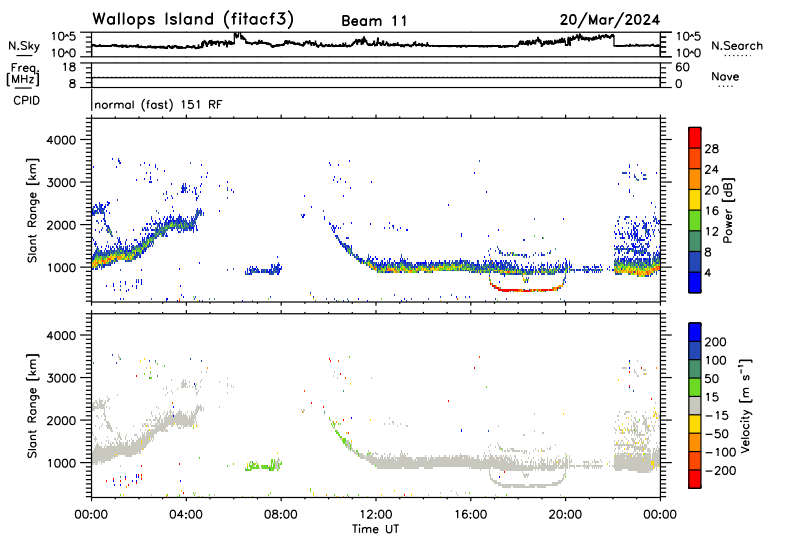 Wallops Island (fitacf3) Beam 11 20/Mar/2024
N.Sky 10^5 10^0 10^5 10^0 N.Search
Freq. [MHz] 18 8 60 0 Nave
CPID normal (fast) 151 RF
Slant Range [km] 4000 3000 2000 1000
28 24 20 16 12 8 4 Power [dB]
Slant Range [km] 4000 3000 2000 1000
200 100 50 15 −15 −50 −100 −200 Velocity [m s⁻¹]
00:00 04:00 08:00 12:00 16:00 20:00 00:00
Time UT